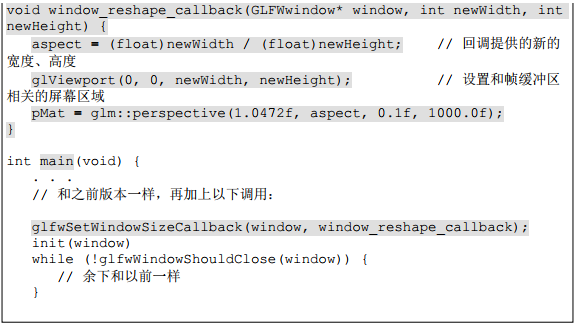 void window_reshape_callback(GLFWwindow* window, int newWidth, int
newHeight) {
   aspect = (float)newWidth / (float)newHeight;    // 回调提供的新的
宽度、高度
   glViewport(0, 0, newWidth, newHeight);          // 设置和帧缓冲区
相关的屏幕区域
   pMat = glm::perspective(1.0472f, aspect, 0.1f, 1000.0f);
}
int main(void) {
   . . .
   // 和之前版本一样，再加上以下调用：
   glfwSetWindowSizeCallback(window, window_reshape_callback);
   init(window)
   while (!glfwWindowShouldClose(window)) {
      // 余下和以前一样
   }